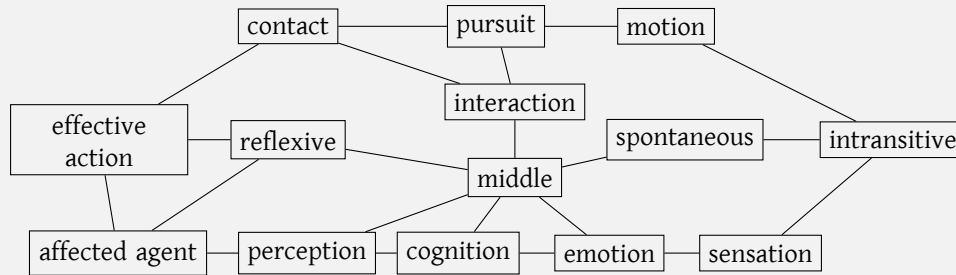 contact
pursuit
motion
interaction
effective
action
reflexive
spontaneous
intransitive
middle
affected agent
perception
cognition
emotion
sensation